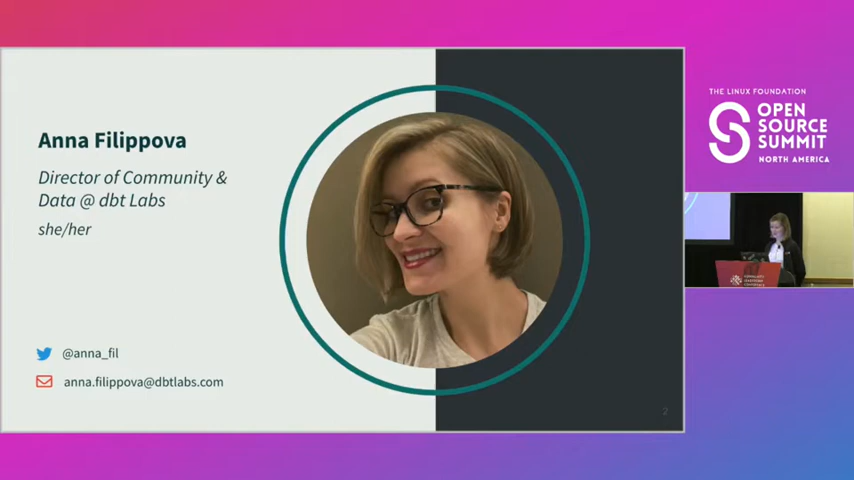 Anna Filippova
Director of Community &
Data @ dbt Labs
she/her
@anna_fil
anna.filippova@dbtlabs.com
2
THE LINUX FOUNDATION
OPEN
SOURCE
SUMMIT
NORTH AMERICA